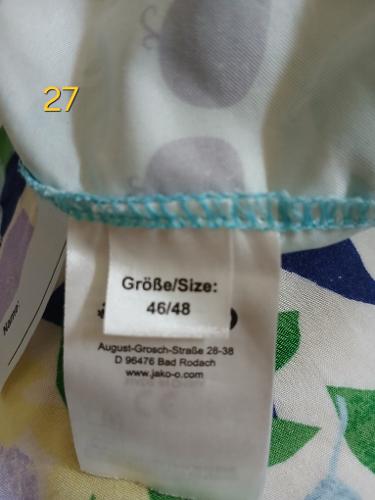 27
Größe/Size:
46/48
August-Grosch-Straße 28-38
D 96476 Bad Rodach
www.jako-o.com
Name: